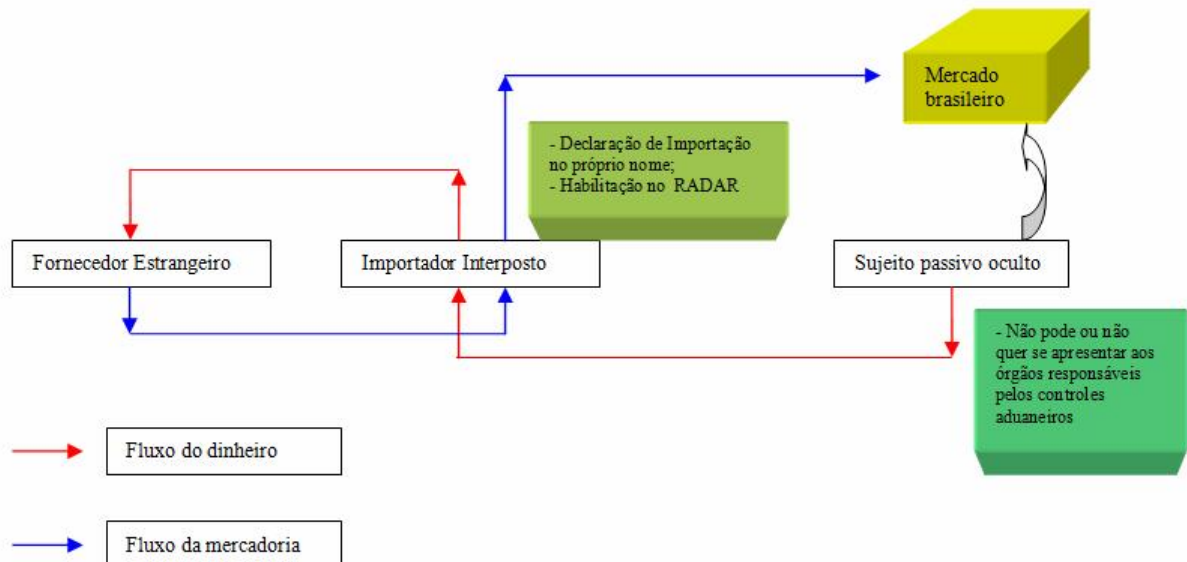 Mercado
brasileiro
- Declaração de Importação
no próprio nome;
- Habilitação no RADAR
Fornecedor Estrangeiro
Importador Interposto
Sujeito passivo oculto
- Não pode ou não
quer se apresentar aos
órgãos responsáveis
pelos controles
aduaneiros
Fluxo do dinheiro
Fluxo da mercadoria